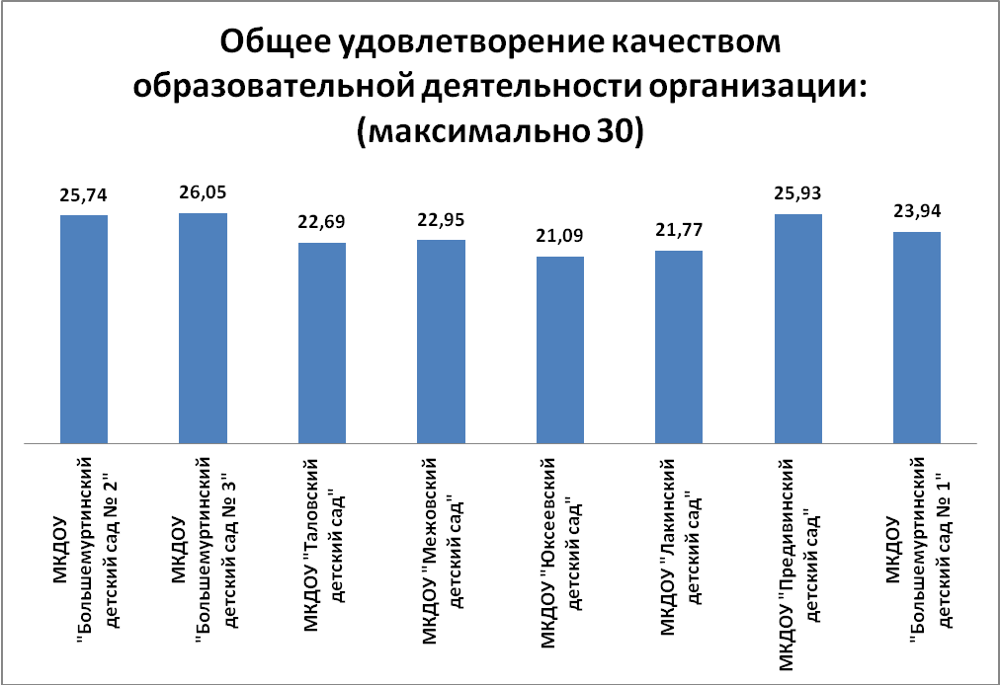 Общее удовлетворение качеством
образовательной деятельности организации:
(максимально 30)
25,74
26,05
22,69
22,95
21,09
21,77
25,93
23,94
МКДОУ
"Большемуртинский
детский сад № 2"
МКДОУ
"Большемуртинский
детский сад № 3"
МКДОУ "Таловский
детский сад"
МКДОУ "Межовский
детский сад"
МКДОУ "Юксеевский
детский сад"
МКДОУ "Лакинский
детский сад"
МКДОУ "Предивинский
детский сад"
МКДОУ
"Большемуртинский
детский сад № 1"